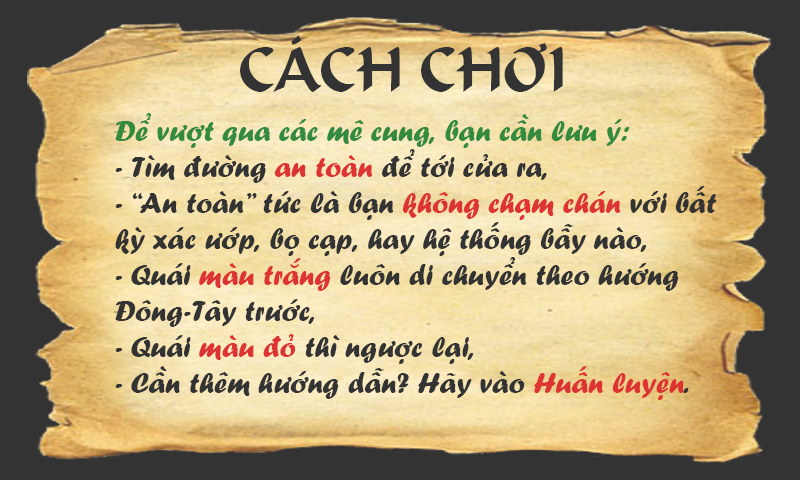 CÁCH CHƠI
Để vượt qua các mê cung, bạn cần lưu ý:
- Tìm đường an toàn để tới cửa ra,
- “An toàn” tức là bạn không chạm chán với bất
kỳ xác ướp, bọ cạp, hay hệ thống bẫy nào,
- Quái màu trắng luôn di chuyển theo hướng
Đông-Tây trước,
- Quái màu đỏ thì ngược lại,
- Cần thêm hướng dẫn? Hãy vào Huấn luyện.